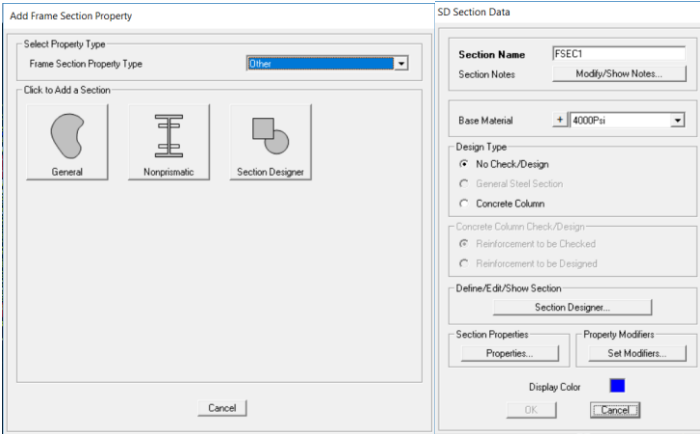 Add Frame Section Property
Select Property Type
Frame Section Property Type
Other
Click to Add a Section
General
Nonprismatic
Section Designer
Cancel
SD Section Data
Section Name
FSEC1
Section Notes
Modify/Show Notes...
Base Material
+
4000Psi
Design Type
No Check/Design
General Steel Section
Concrete Column
Concrete Column Check/Design
Reinforcement to be Checked
Reinforcement to be Designed
Define/Edit/Show Section
Section Designer...
Section Properties
Properties...
Property Modifiers
Set Modifiers...
Display Color
OK
Cancel